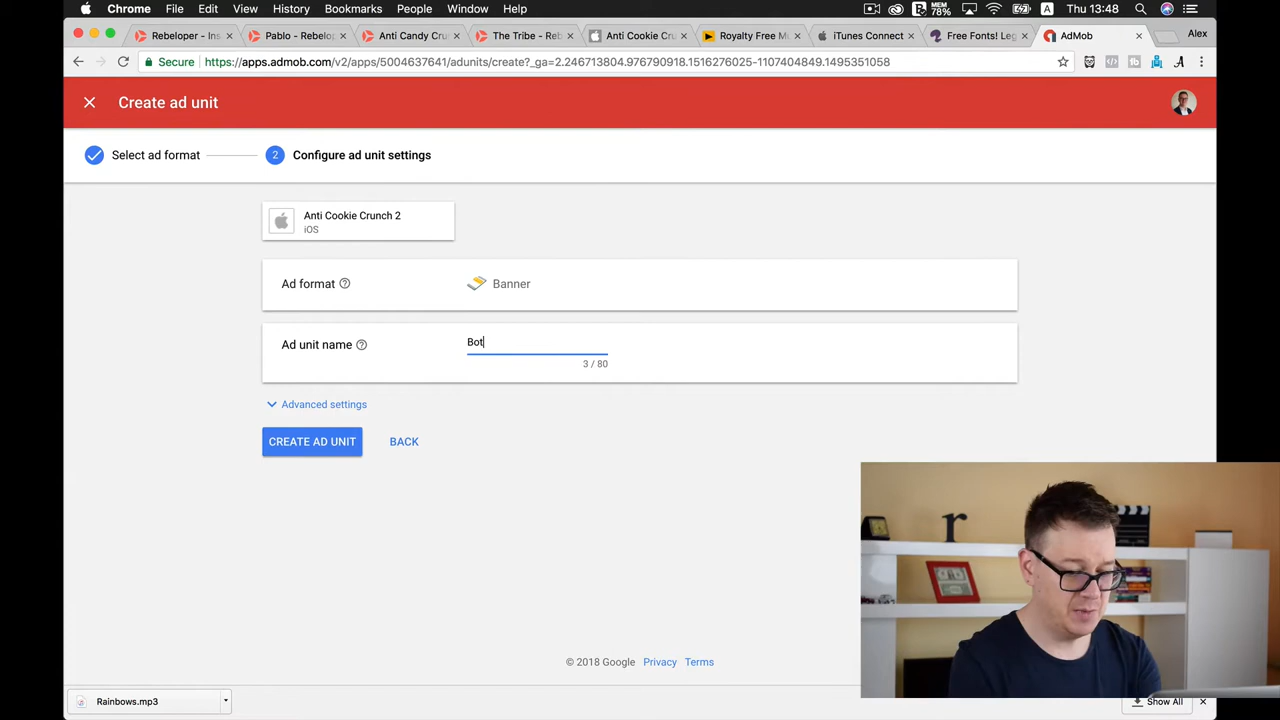 Chrome File Edit View History Bookmarks People Window Help MEM 78% A Thu 13:48
Rebeloper - Ins Pablo - Rebelo Anti Candy Cru The Tribe - Reb Anti Cookie Cru Royalty Free Mu iTunes Connect Free Fonts! Leg AdMob Alex
Secure https://apps.admob.com/v2/apps/5004637641/adunits/create?_ga=2.246713804.976790918.1516276025-1107404849.1495351058
Create ad unit
Select ad format 2 Configure ad unit settings
Anti Cookie Crunch 2
iOS
Ad format Banner
Ad unit name Bot
3 / 80
Advanced settings
CREATE AD UNIT BACK
r
© 2018 Google Privacy Terms
Rainbows.mp3 Show All